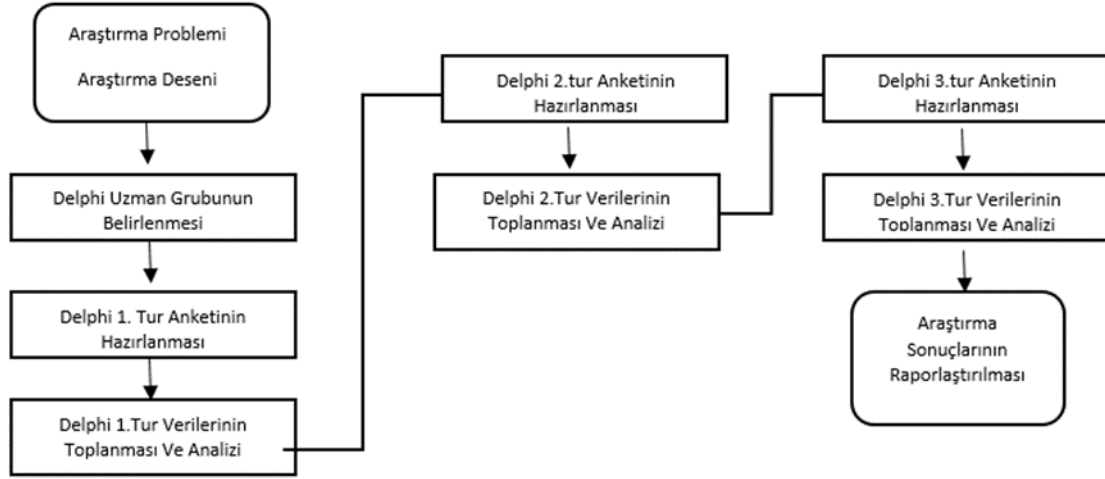 Araştırma Problemi
Araştırma Deseni
Delphi Uzman Grubunun
Belirlenmesi
Delphi 1. Tur Anketinin
Hazırlanması
Delphi 1.Tur Verilerinin
Toplanması Ve Analizi
Delphi 2.tur Anketinin
Hazırlanması
Delphi 2.Tur Verilerinin
Toplanması Ve Analizi
Delphi 3.tur Anketinin
Hazırlanması
Delphi 3.Tur Verilerinin
Toplanması Ve Analizi
Araştırma
Sonuçlarının
Raporlaştırılması